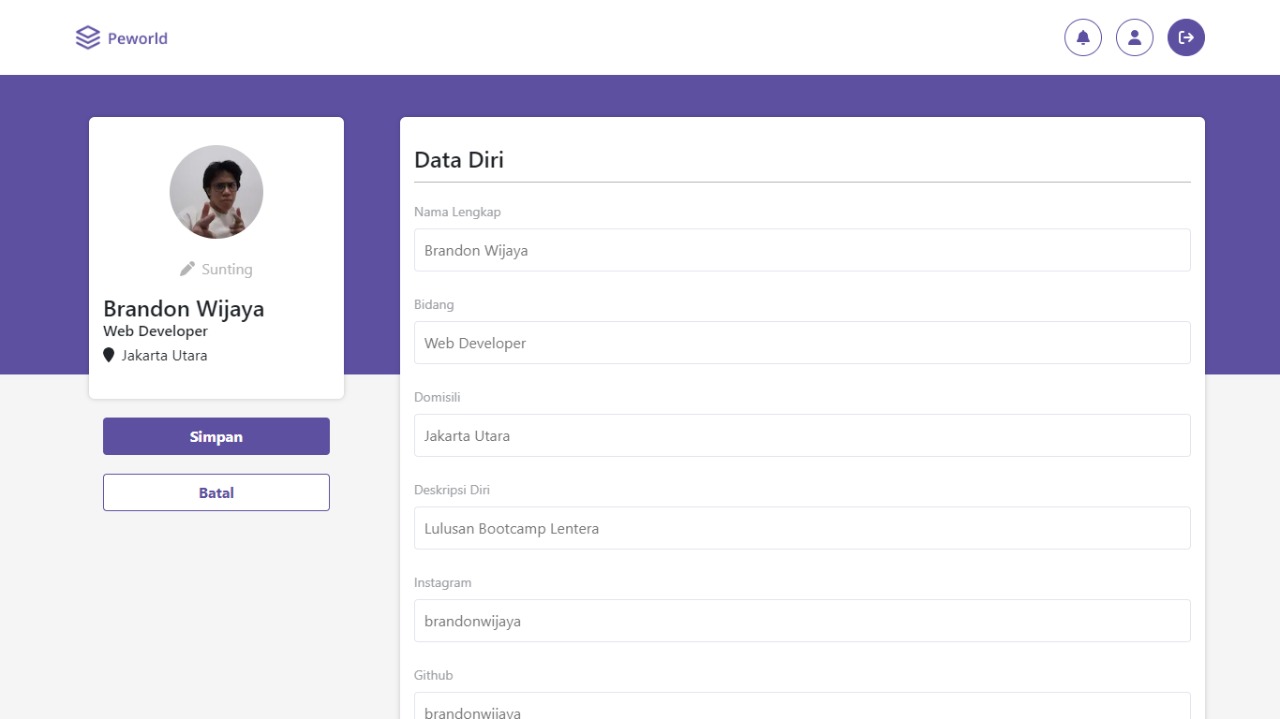 Peworld
Sunting
Brandon Wijaya
Web Developer
Jakarta Utara
Simpan
Batal
Data Diri
Nama Lengkap
Brandon Wijaya
Bidang
Web Developer
Domisili
Jakarta Utara
Deskripsi Diri
Lulusan Bootcamp Lentera
Instagram
brandonwijaya
Github
brandonwijaya